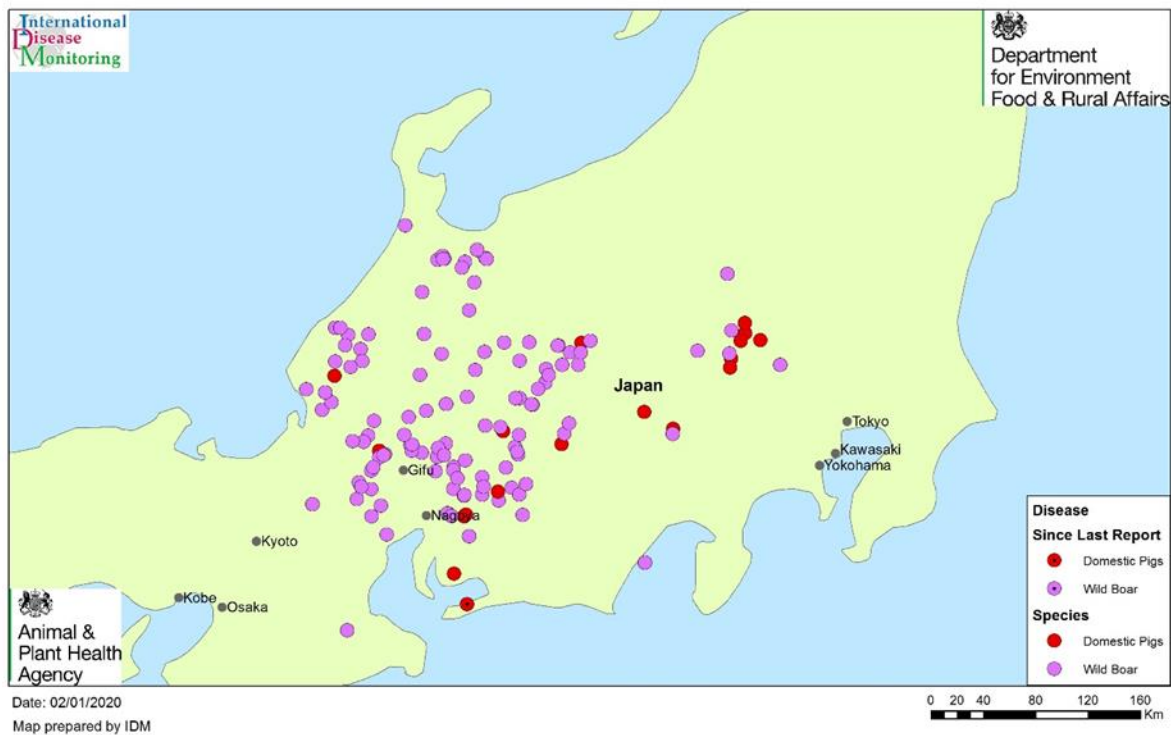 International
Disease
Monitoring
Department
for Environment
Food & Rural Affairs
Japan
Tokyo
Kawasaki
Yokohama
Gifu
Nagoya
Kyoto
Kobe
Osaka
Disease
Since Last Report
Domestic Pigs
Wild Boar
Species
Domestic Pigs
Wild Boar
Animal &
Plant Health
Agency
Date: 02/01/2020
Map prepared by IDM
0 20 40 80 120 160
Km